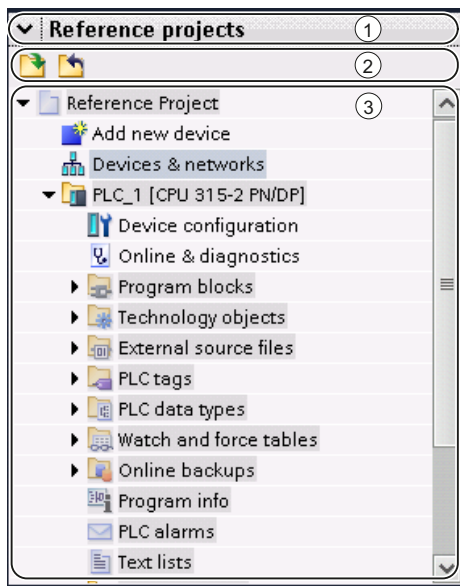 Reference projects 1
2
Reference Project 3
Add new device
Devices & networks
PLC_1 [CPU 315-2 PN/DP]
Device configuration
Online & diagnostics
Program blocks
Technology objects
External source files
PLC tags
PLC data types
Watch and force tables
Online backups
Program info
PLC alarms
Text lists